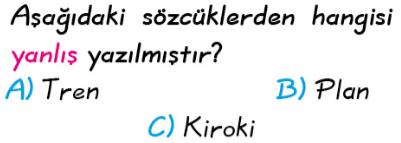 Aşağıdaki sözcüklerden hangisi
yanlış yazılmıştır?
A) Tren B) Plan
C) Kiroki